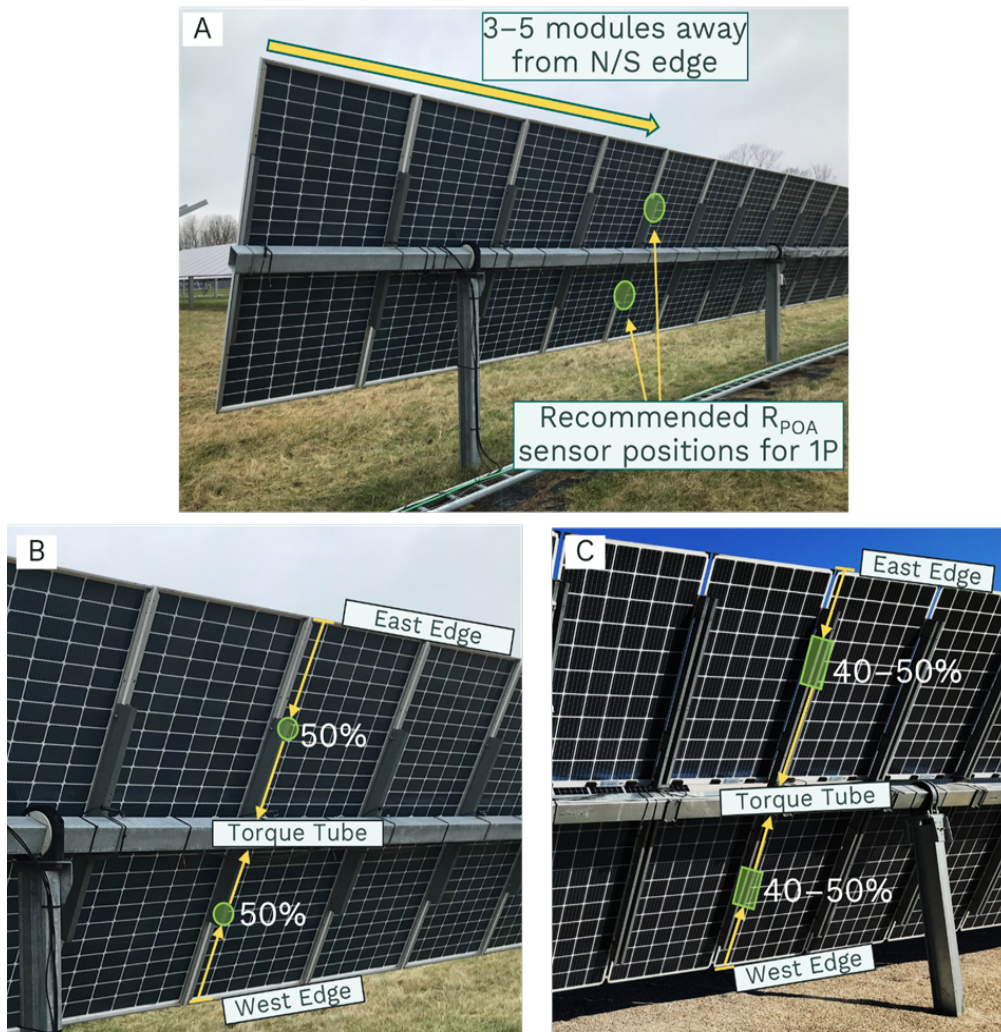 A
3–5 modules away
from N/S edge
Recommended R_POA
sensor positions for 1P
B
East Edge
50%
Torque Tube
50%
West Edge
C
East Edge
40–50%
Torque Tube
40–50%
West Edge